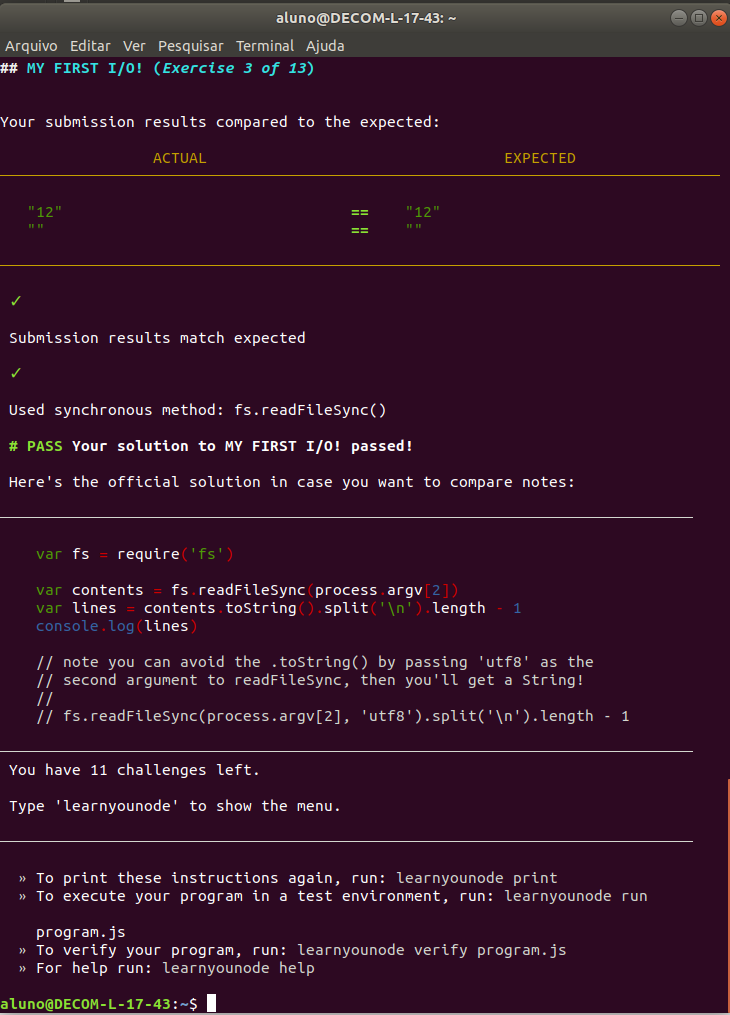 aluno@DECOM-L-17-43: ~
Arquivo Editar Ver Pesquisar Terminal Ajuda
## MY FIRST I/O! (Exercise 3 of 13)
Your submission results compared to the expected:
ACTUAL EXPECTED
"12" == "12"
"" == ""
✓
Submission results match expected
✓
Used synchronous method: fs.readFileSync()
# PASS Your solution to MY FIRST I/O! passed!
Here's the official solution in case you want to compare notes:
var fs = require('fs')
var contents = fs.readFileSync(process.argv[2])
var lines = contents.toString().split('\n').length - 1
console.log(lines)
// note you can avoid the .toString() by passing 'utf8' as the
// second argument to readFileSync, then you'll get a String!
//
// fs.readFileSync(process.argv[2], 'utf8').split('\n').length - 1
You have 11 challenges left.
Type 'learnyounode' to show the menu.
» To print these instructions again, run: learnyounode print
» To execute your program in a test environment, run: learnyounode run
program.js
» To verify your program, run: learnyounode verify program.js
» For help run: learnyounode help
aluno@DECOM-L-17-43:~$